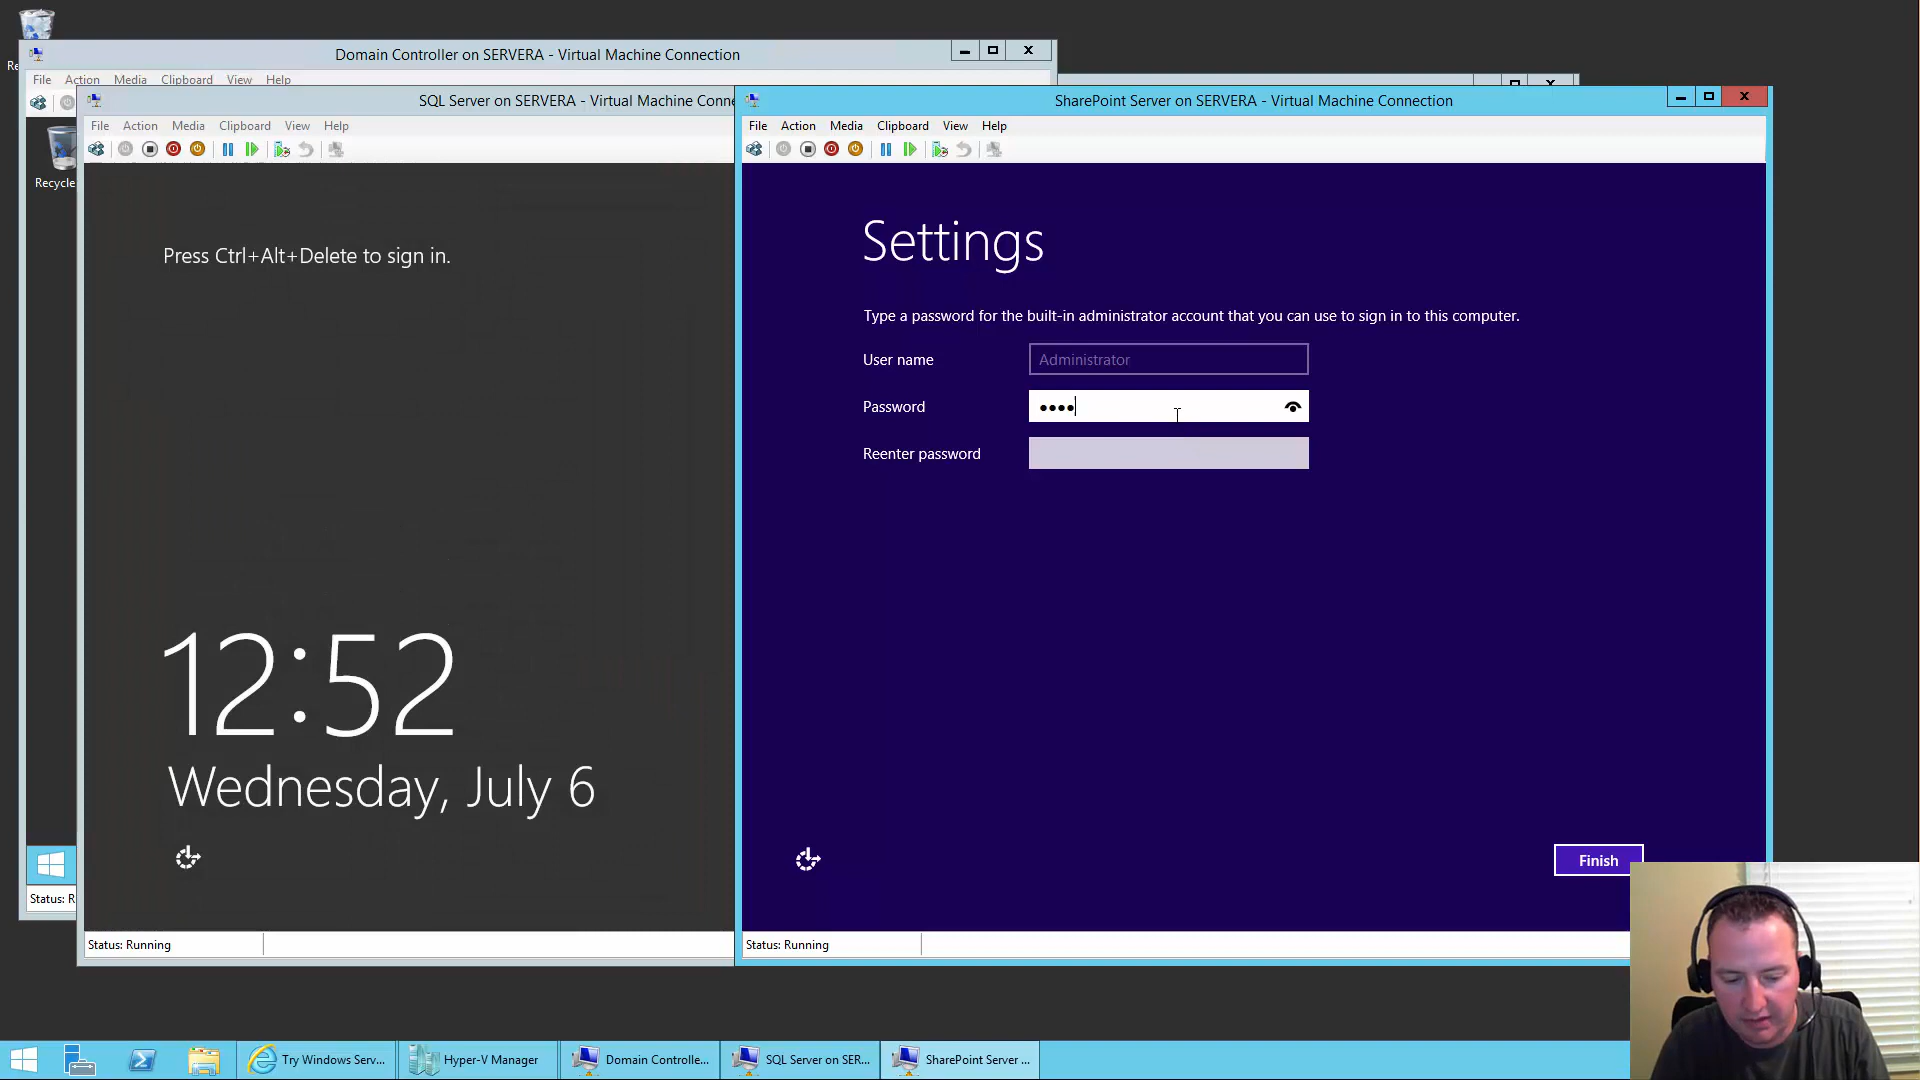 Domain Controller on SERVERA - Virtual Machine Connection
File Action Media Clipboard View Help
Recycle
Status: R
SQL Server on SERVERA - Virtual Machine Conne
File Action Media Clipboard View Help
Press Ctrl+Alt+Delete to sign in.
12:52
Wednesday, July 6
Status: Running
SharePoint Server on SERVERA - Virtual Machine Connection
File Action Media Clipboard View Help
Settings
Type a password for the built-in administrator account that you can use to sign in to this computer.
User name
Administrator
Password
••••
Reenter password
Finish
Status: Running
Try Windows Serv...
Hyper-V Manager
Domain Controlle...
SQL Server on SER...
SharePoint Server ...